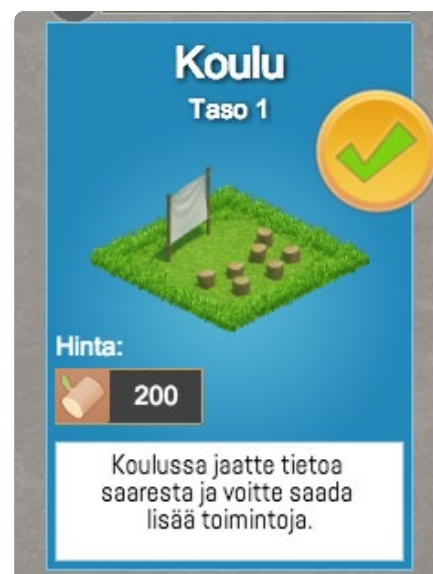 Koulu
Taso 1
Hinta:
200
Koulussa jaatte tietoa
saaresta ja voitte saada
lisää toimintoja.